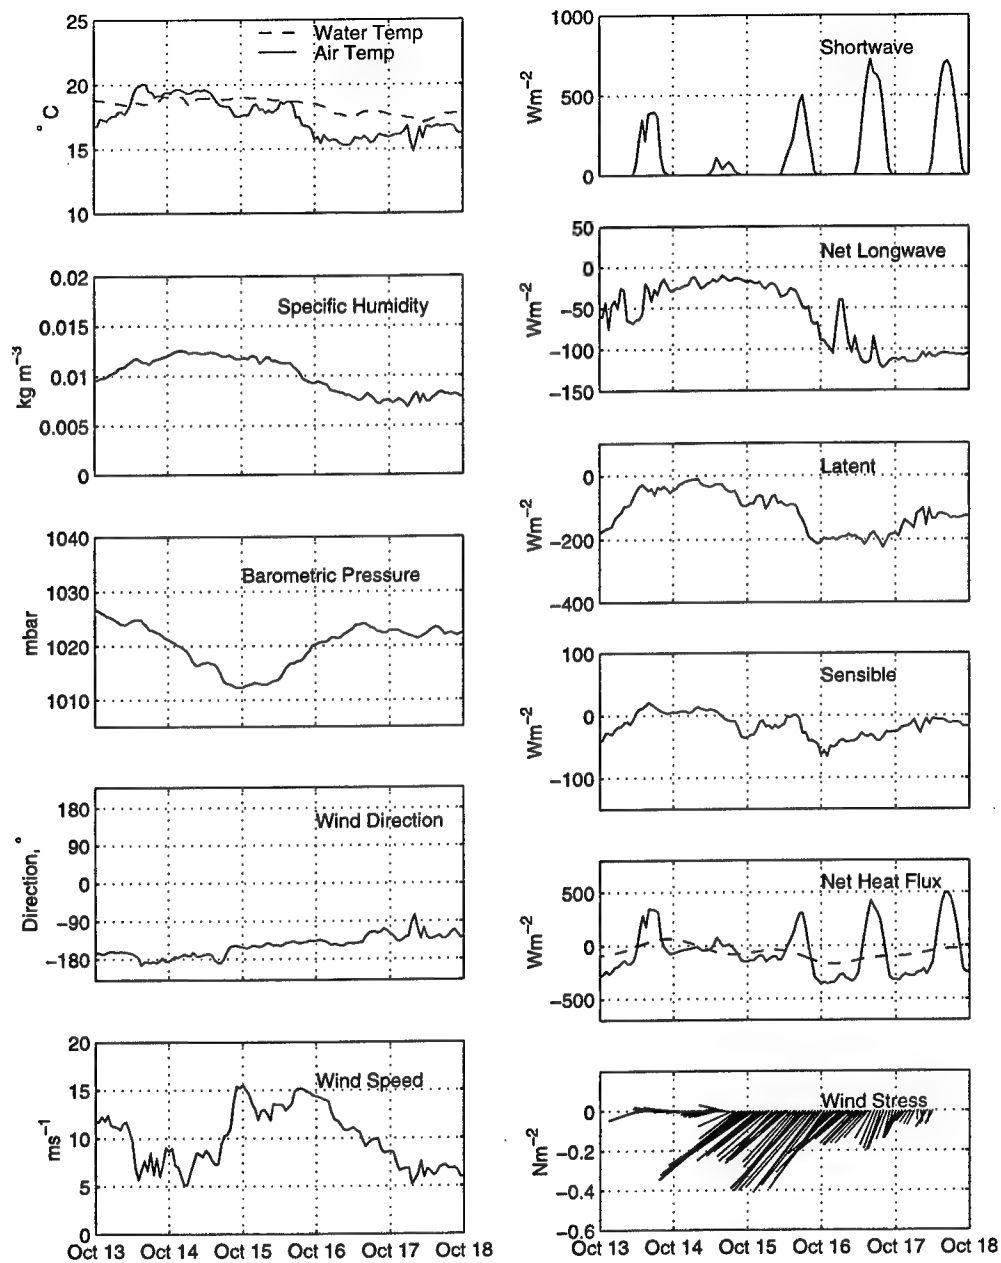 25
20
15
10
° C
Water Temp
Air Temp
0.02
0.015
0.01
0.005
0
kg m−3
Specific Humidity
1040
1030
1020
1010
mbar
Barometric Pressure
180
90
0
−90
−180
Direction, °
Wind Direction
20
15
10
5
0
ms−1
Wind Speed
Oct 13 Oct 14 Oct 15 Oct 16 Oct 17 Oct 18
1000
500
0
Wm−2
Shortwave
50
0
−50
−100
−150
Wm−2
Net Longwave
0
−200
−400
Wm−2
Latent
100
0
−100
Wm−2
Sensible
500
0
−500
Wm−2
Net Heat Flux
0
−0.2
−0.4
−0.6
Nm−2
Wind Stress
Oct 13 Oct 14 Oct 15 Oct 16 Oct 17 Oct 18